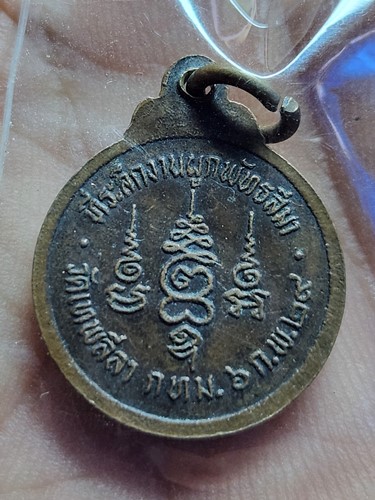 ที่ระลึกงานผูกพัทธสีมา
วัดเทพลีลา กทม. ๖ ก.พ. ๒๙